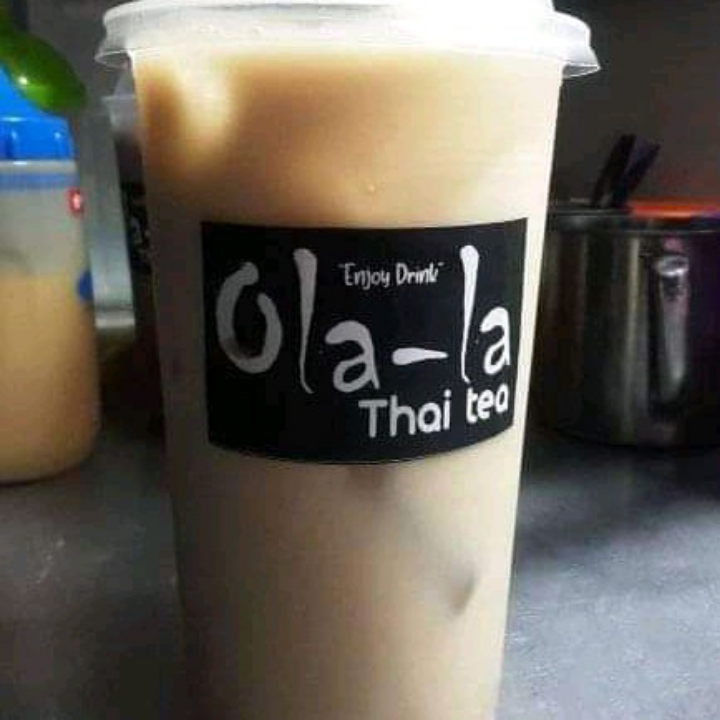 "Enjoy Drink"
Ola-la
Thai tea